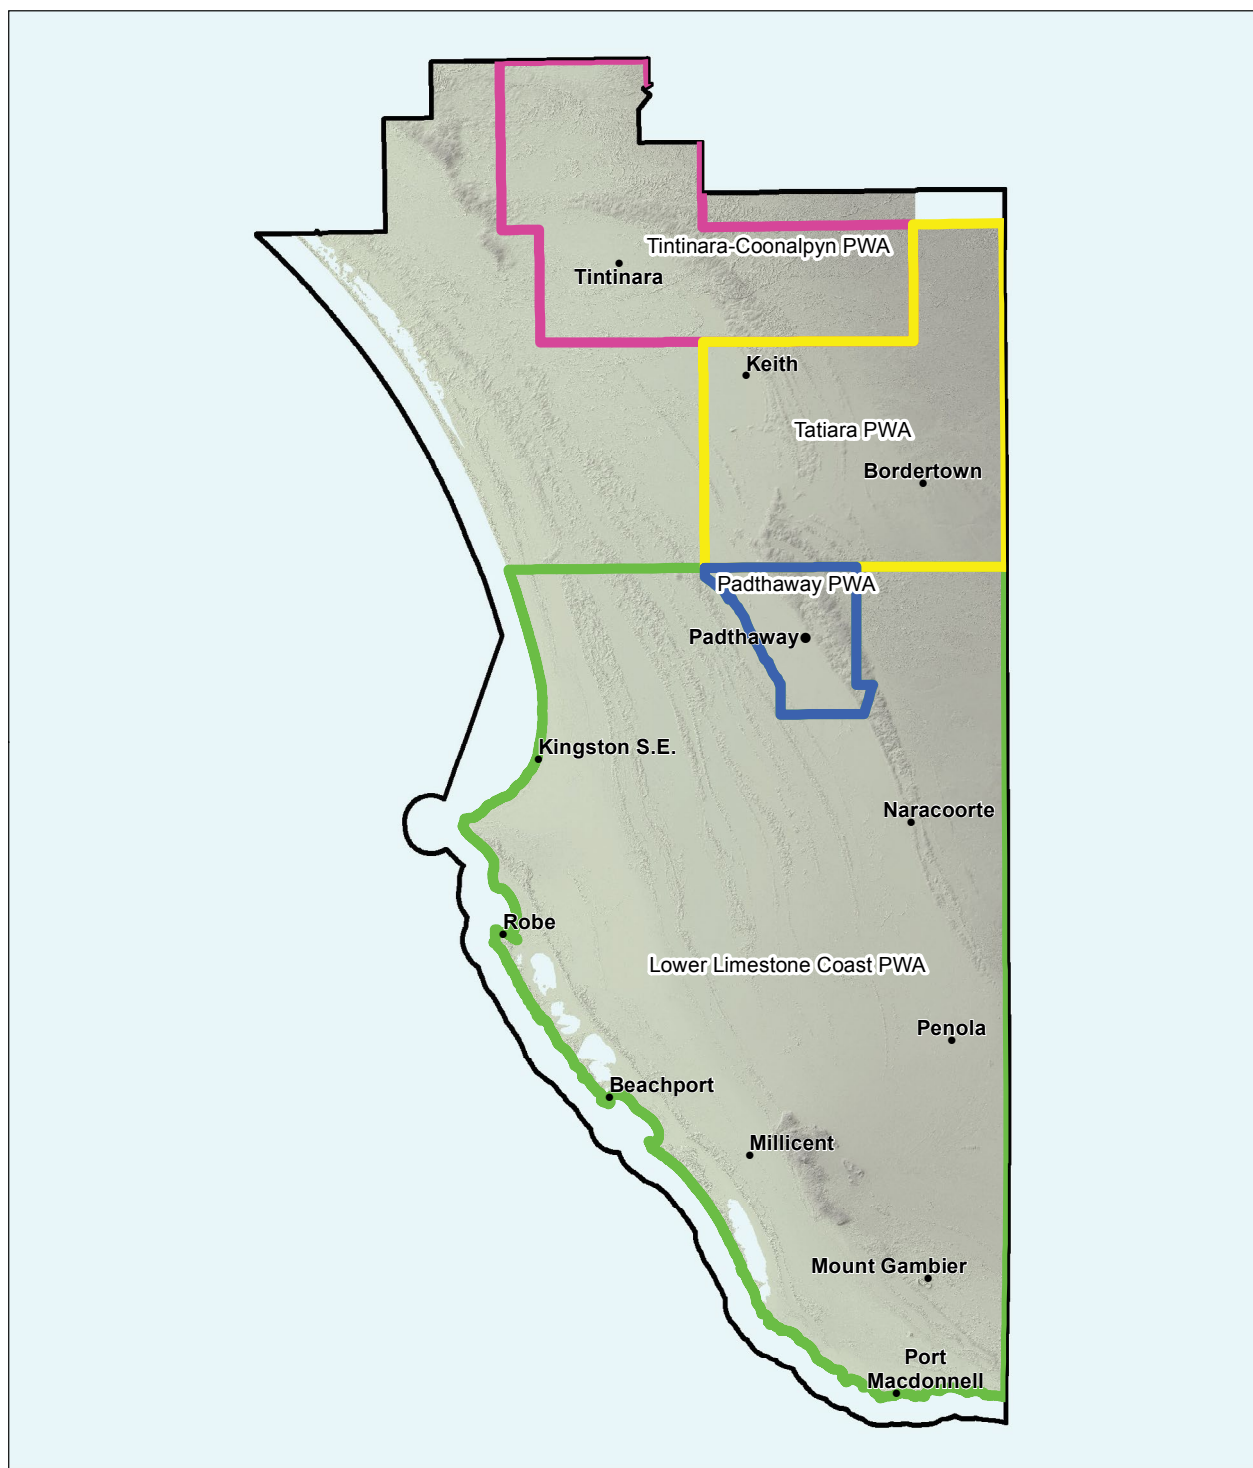 Tintinara-Coonalpyn PWA
Tintinara
Keith
Tatiara PWA
Bordertown
Padthaway PWA
Padthaway
Kingston S.E.
Naracoorte
Robe
Lower Limestone Coast PWA
Penola
Beachport
Millicent
Mount Gambier
Port
Macdonnell